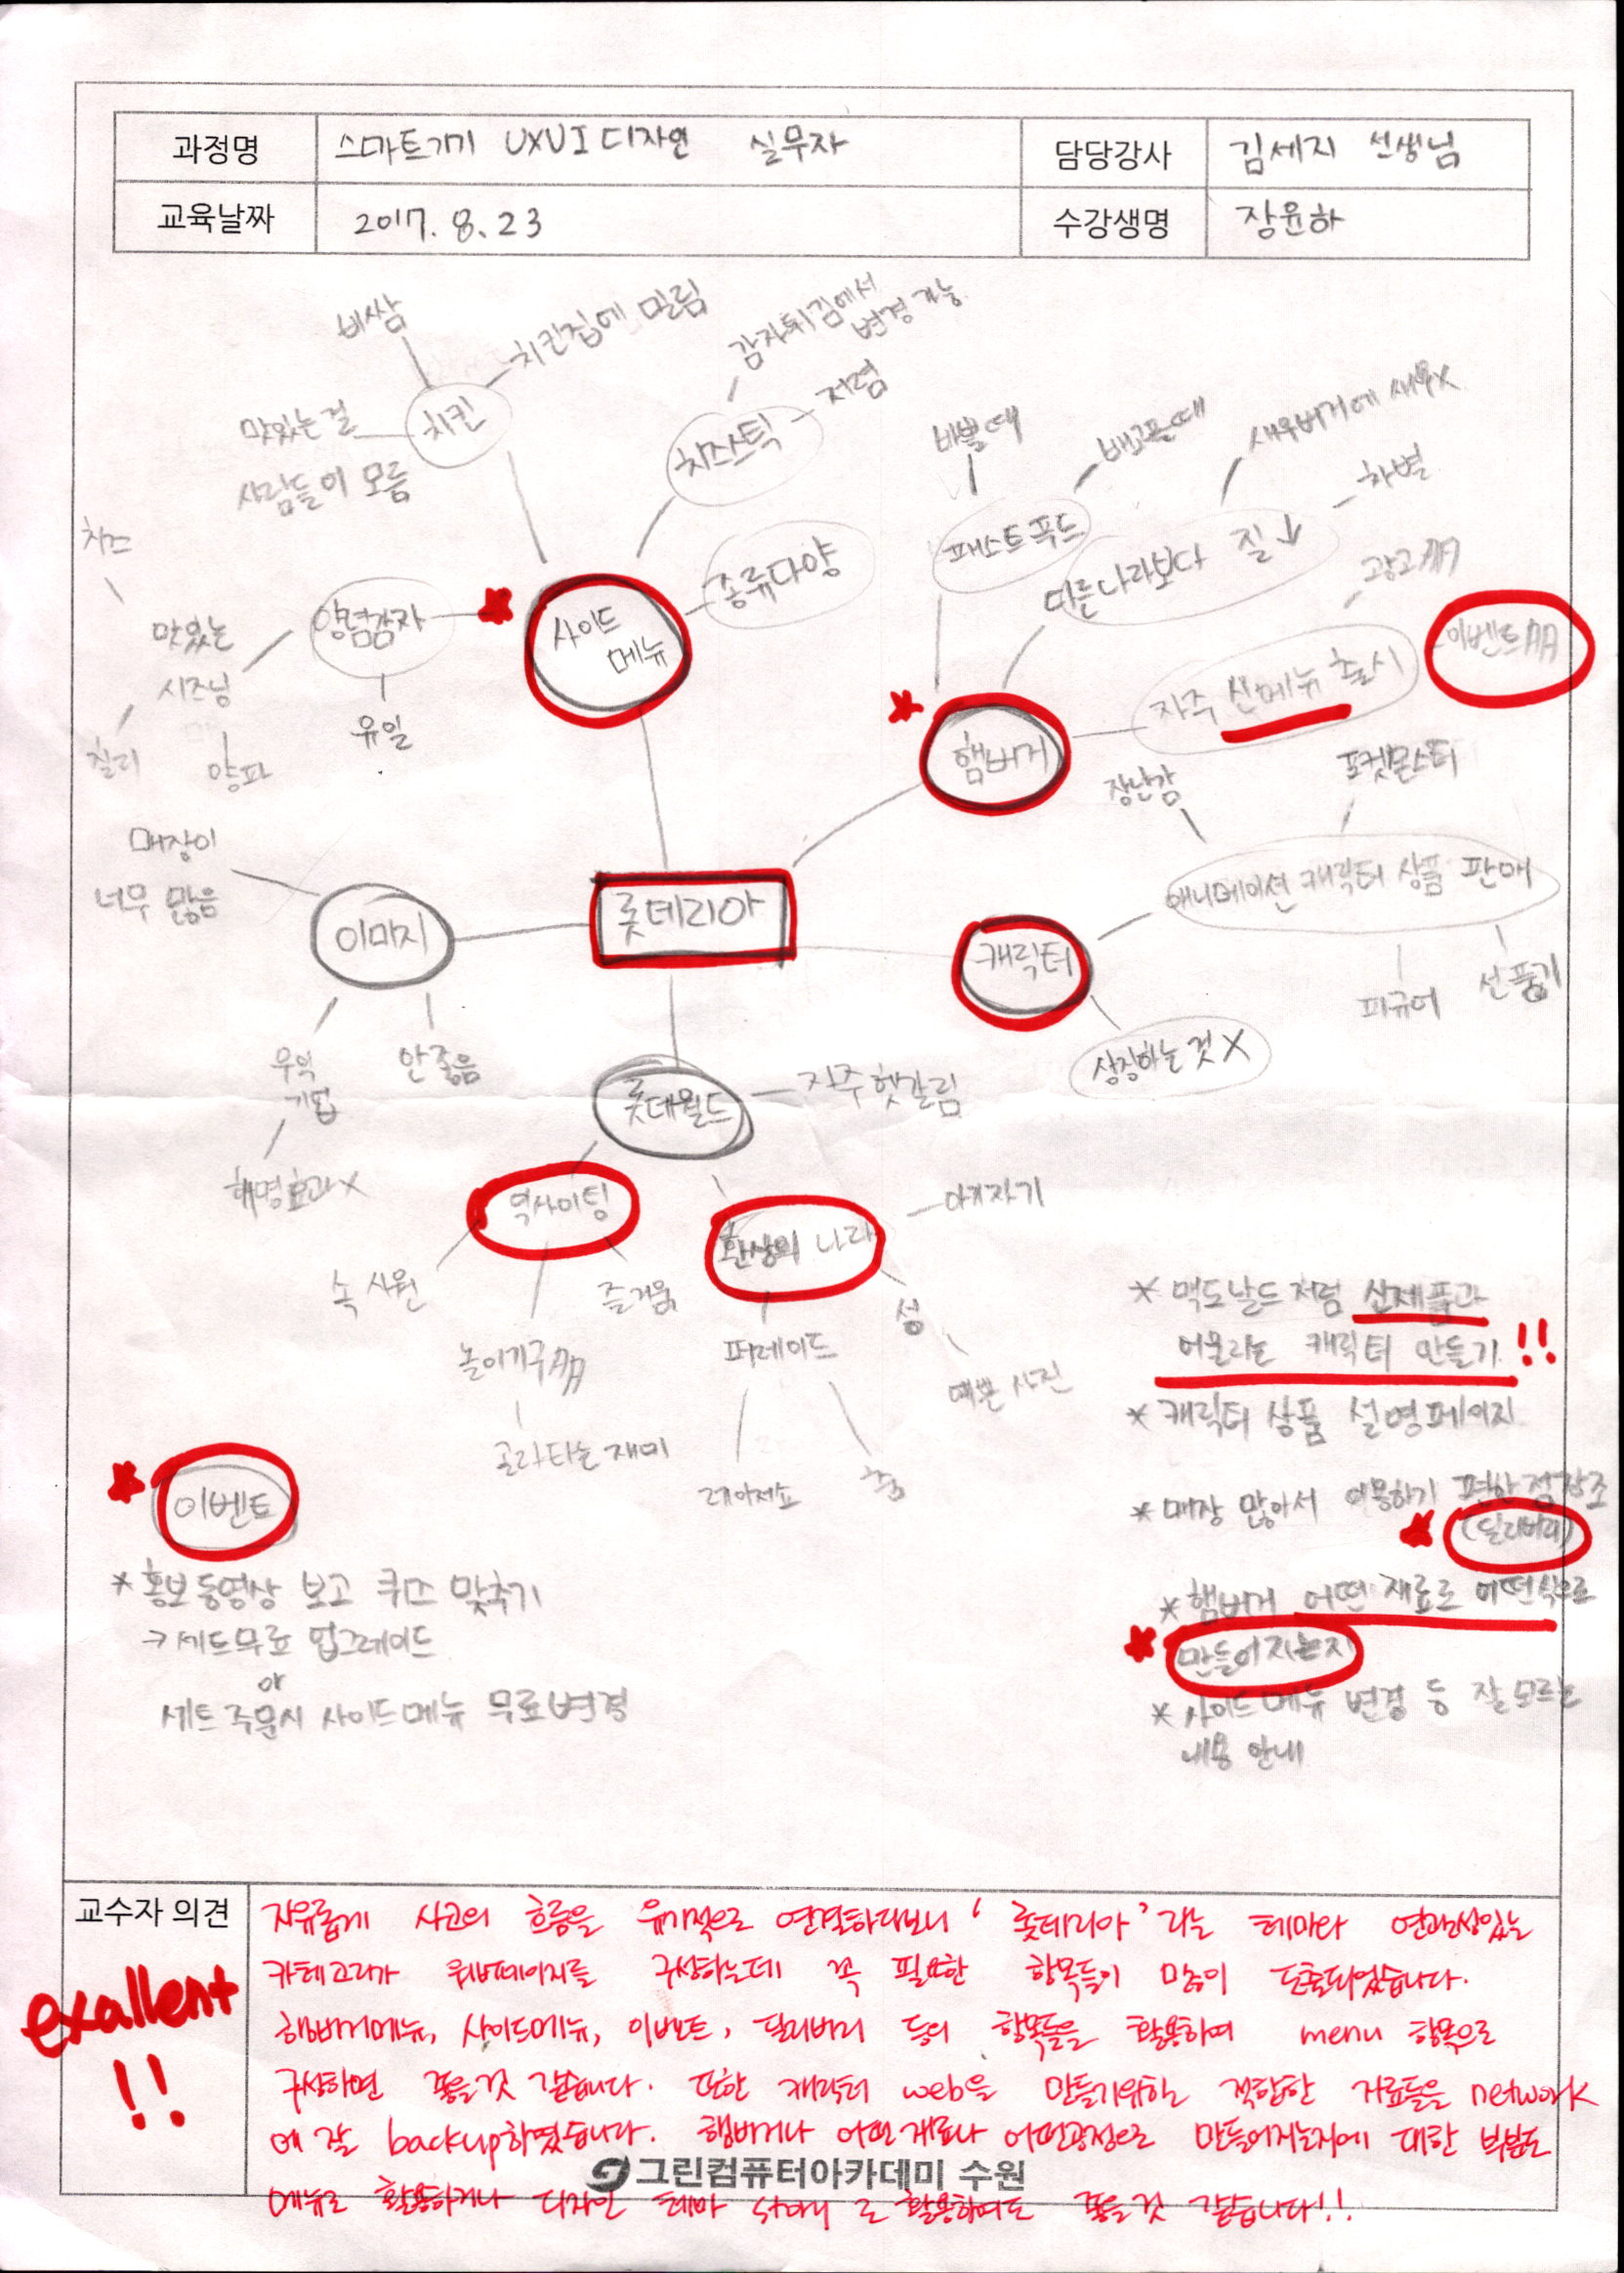 과정명 스마트기기 UXUI 디자인 실무자 담당강사 김세지 선생님
교육날짜 2017. 8. 23 수강생명 장윤하
비쌈
치킨집에 밀림
감자튀김에서
변경 가능
맛있는 걸
사람들이 모름
치킨
치즈스틱
저렴
바쁠때
배고플때
새우버거에 새우X
차별
치즈
맛있는
시즈닝
양념감자
사이드
메뉴
종류다양
패스트푸드
다른나라보다 질↓
광고
이벤트
칠리
양파
유일
햄버거
자주 신메뉴 출시
장난감
포켓몬스터
매장이
너무 많음
이미지
롯데리아
캐릭터
애니메이션 캐릭터 상품 판매
피규어
선풍기
상징하는 것 X
우익
기업
안좋음
해명효과X
롯데월드
자주 헷갈림
익사이팅
환상의 나라
아기자기
속 시원
즐거움
놀이기구
골라타는 재미
퍼레이드
성
예쁜 사진
레이저쇼
춤
* 맥도날드처럼 신제품과
어울리는 캐릭터 만들기 !!
* 캐릭터 상품 설명페이지
* 매장 많아서 이용하기 편한 점 강조
(딜리버리)
* 햄버거 어떤 재료로 어떤식으로
만들어지는지
* 사이드메뉴 변경 등 잘 모르는
내용 안내
이벤트
* 홍보동영상 보고 퀴즈 맞추기
→ 세트무료 업그레이드
or
세트 주문시 사이드메뉴 무료변경
교수자 의견
exallent
!!
자유롭게 사고의 흐름을 유기적으로 연결하다보니 '롯데리아' 라는 테마와 연관성있는
카테고리가 웹페이지를 구성하는데 꼭 필요한 항목들이 많이 도출되었습니다.
햄버거메뉴, 사이드메뉴, 이벤트, 딜리버리 등의 항목들을 활용하여 menu 항목으로
구성하면 좋을것 같습니다. 또한 캐릭터 web을 만들기위하는 적합한 자료들을 network
에 잘 backup하였습니다. 햄버거나 어떤재료나 어떤과정으로 만들어지는지에 대한 부분도
메뉴로 활용하거나 디자인 테마 story 로 활용하여도 좋을것 같습니다!!
그린컴퓨터아카데미 수원